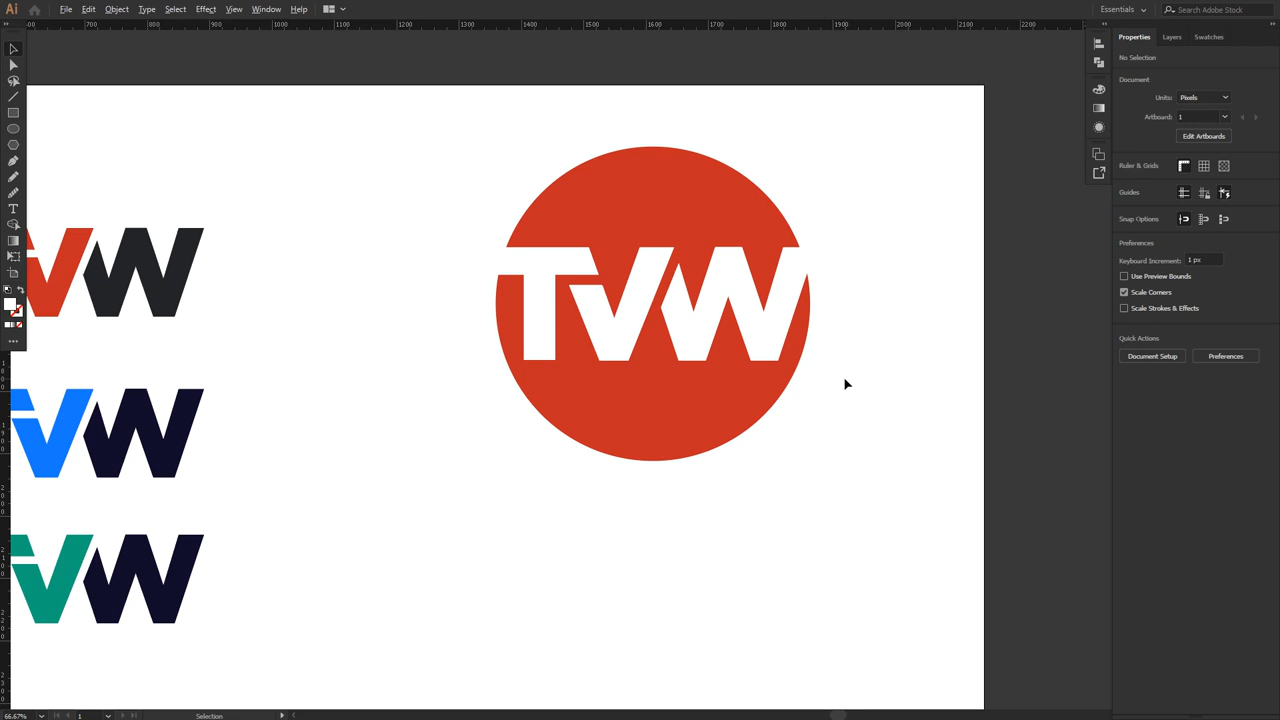 Ai File Edit Object Type Select Effect View Window Help Essentials Search Adobe Stock
700 800 900 1000 1100 1200 1300 1400 1500 1600 1700 1800 1900 2000 2100 2200
Properties Layers Swatches
No Selection
Document
Units: Pixels
Artboard: 1
Edit Artboards
Ruler & Grids
Guides
Snap Options
Preferences
Keyboard Increment: 1 px
Use Preview Bounds
Scale Corners
Scale Strokes & Effects
Quick Actions
Document Setup Preferences
VW
TVW
VW
VW
66.67% 1 Selection